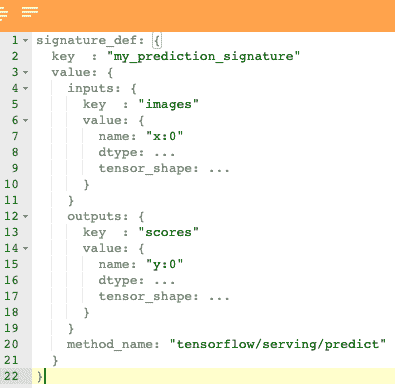 1 signature_def: {
2   key  : "my_prediction_signature"
3   value: {
4     inputs: {
5       key  : "images"
6       value: {
7         name: "x:0"
8         dtype: ...
9         tensor_shape: ...
10       }
11     }
12     outputs: {
13       key  : "scores"
14       value: {
15         name: "y:0"
16         dtype: ...
17         tensor_shape: ...
18       }
19     }
20     method_name: "tensorflow/serving/predict"
21   }
22 }